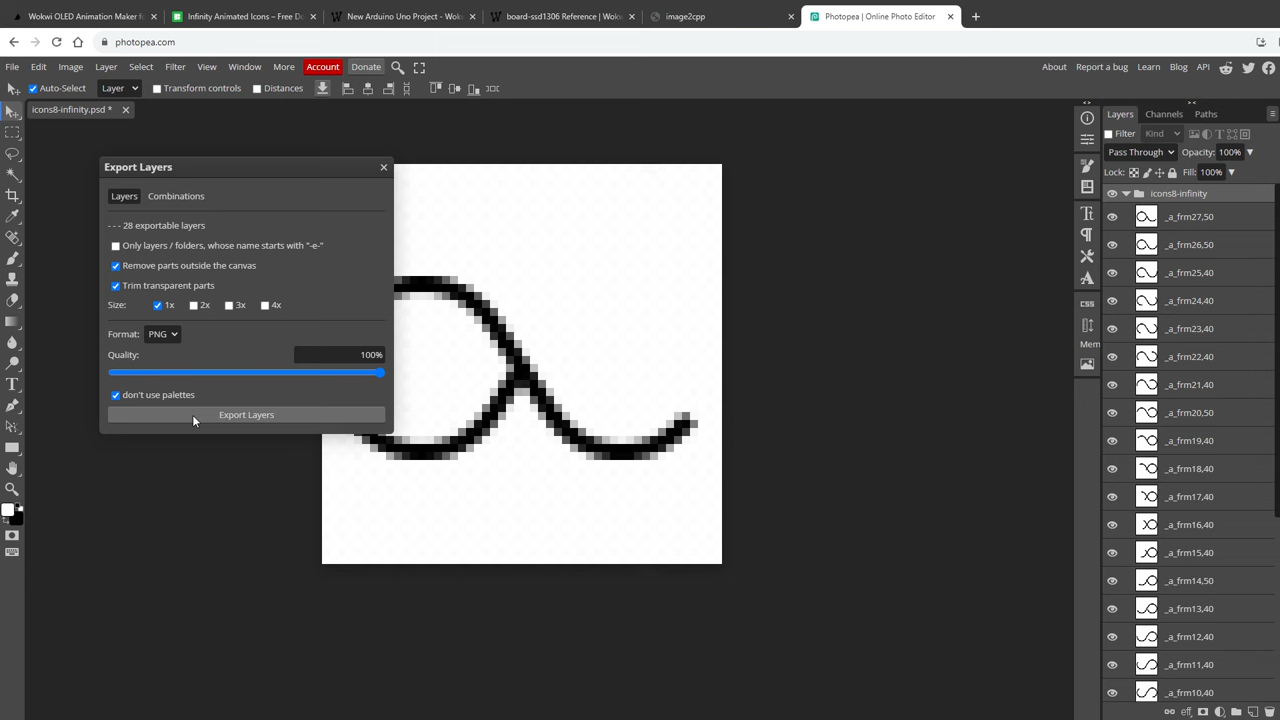 Wokwi OLED Animation Maker fo
Infinity Animated Icons – Free Do
New Arduino Uno Project - Wok
board-ssd1306 Reference | Wokw
image2cpp
Photopea | Online Photo Editor
photopea.com
File Edit Image Layer Select Filter View Window More Account Donate
About Report a bug Learn Blog API
Auto-Select Layer Transform controls Distances
icons8-infinity.psd *
Export Layers
Layers Combinations
- - - 28 exportable layers
Only layers / folders, whose name starts with "-e-"
Remove parts outside the canvas
Trim transparent parts
Size: 1x 2x 3x 4x
Format: PNG
Quality: 100%
don't use palettes
Export Layers
CSS
Mem
Layers Channels Paths
Filter Kind
Pass Through Opacity: 100%
Lock: Fill: 100%
icons8-infinity
_a_frm27,50
_a_frm26,50
_a_frm25,40
_a_frm24,40
_a_frm23,40
_a_frm22,40
_a_frm21,40
_a_frm20,50
_a_frm19,40
_a_frm18,40
_a_frm17,40
_a_frm16,40
_a_frm15,40
_a_frm14,50
_a_frm13,40
_a_frm12,40
_a_frm11,40
_a_frm10,40
eff